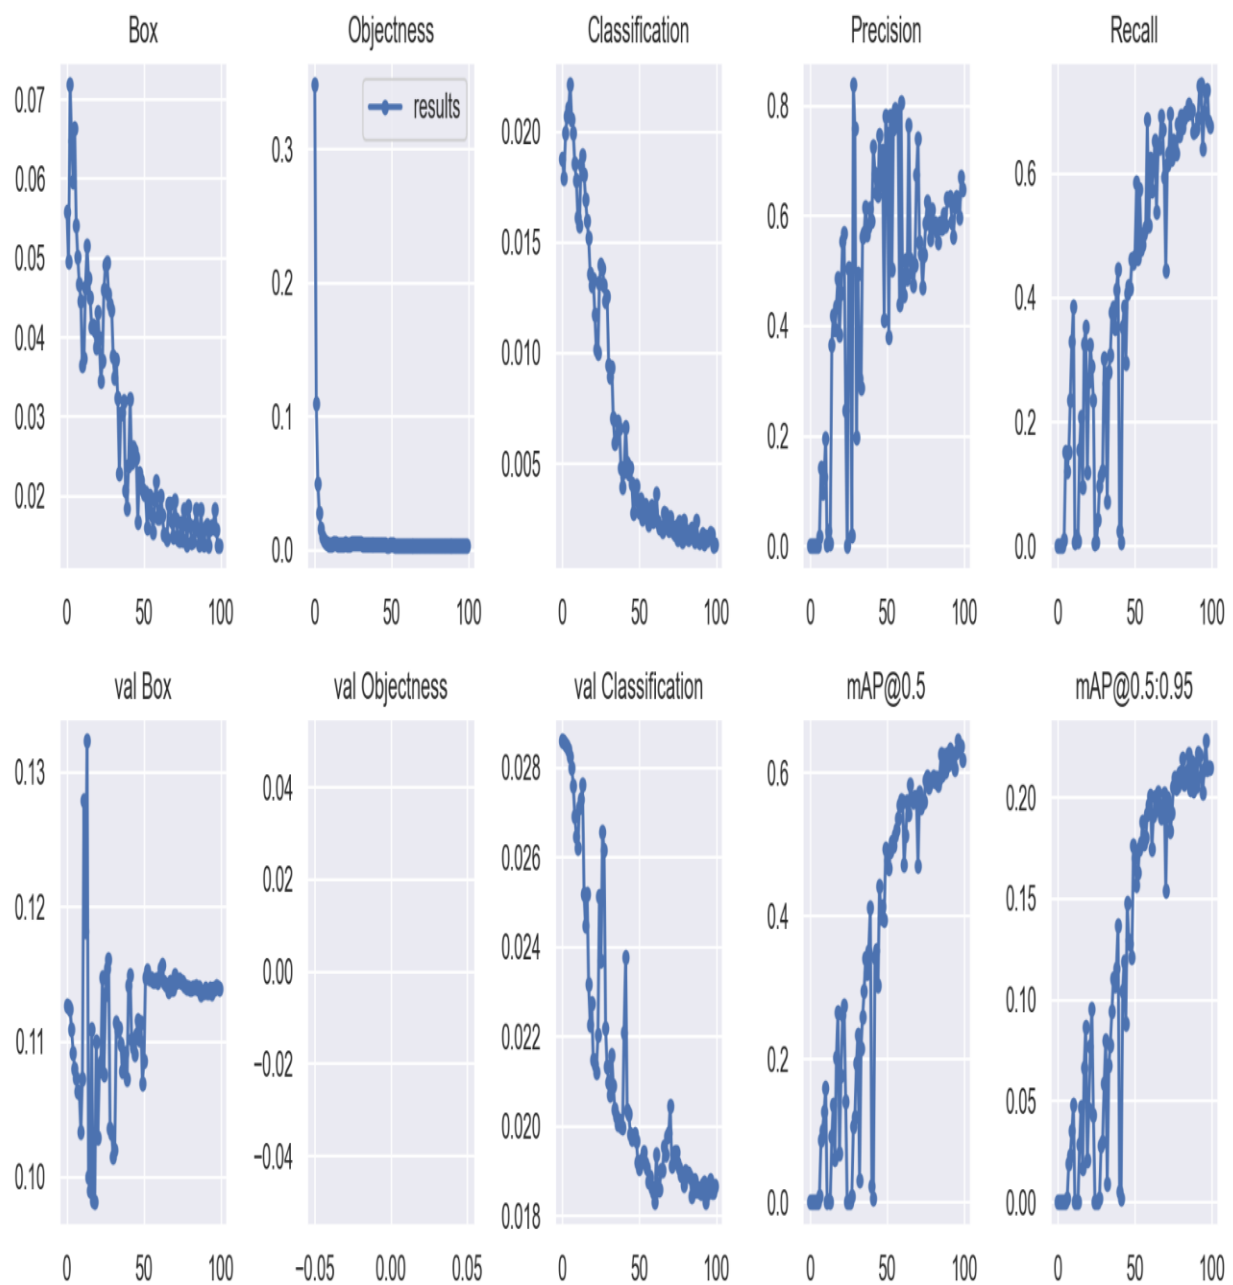 Box
Objectness
Classification
Precision
Recall
0.07
0.06
0.05
0.04
0.03
0.02
0 50 100
results
0.3
0.2
0.1
0.0
0 50 100
0.020
0.015
0.010
0.005
0 50 100
0.8
0.6
0.4
0.2
0.0
0 50 100
0.6
0.4
0.2
0.0
0 50 100
val Box
val Objectness
val Classification
mAP@0.5
mAP@0.5:0.95
0.13
0.12
0.11
0.10
0 50 100
0.04
0.02
0.00
−0.02
−0.04
−0.05 0.00 0.05
0.028
0.026
0.024
0.022
0.020
0.018
0 50 100
0.6
0.4
0.2
0.0
0 50 100
0.20
0.15
0.10
0.05
0.00
0 50 100